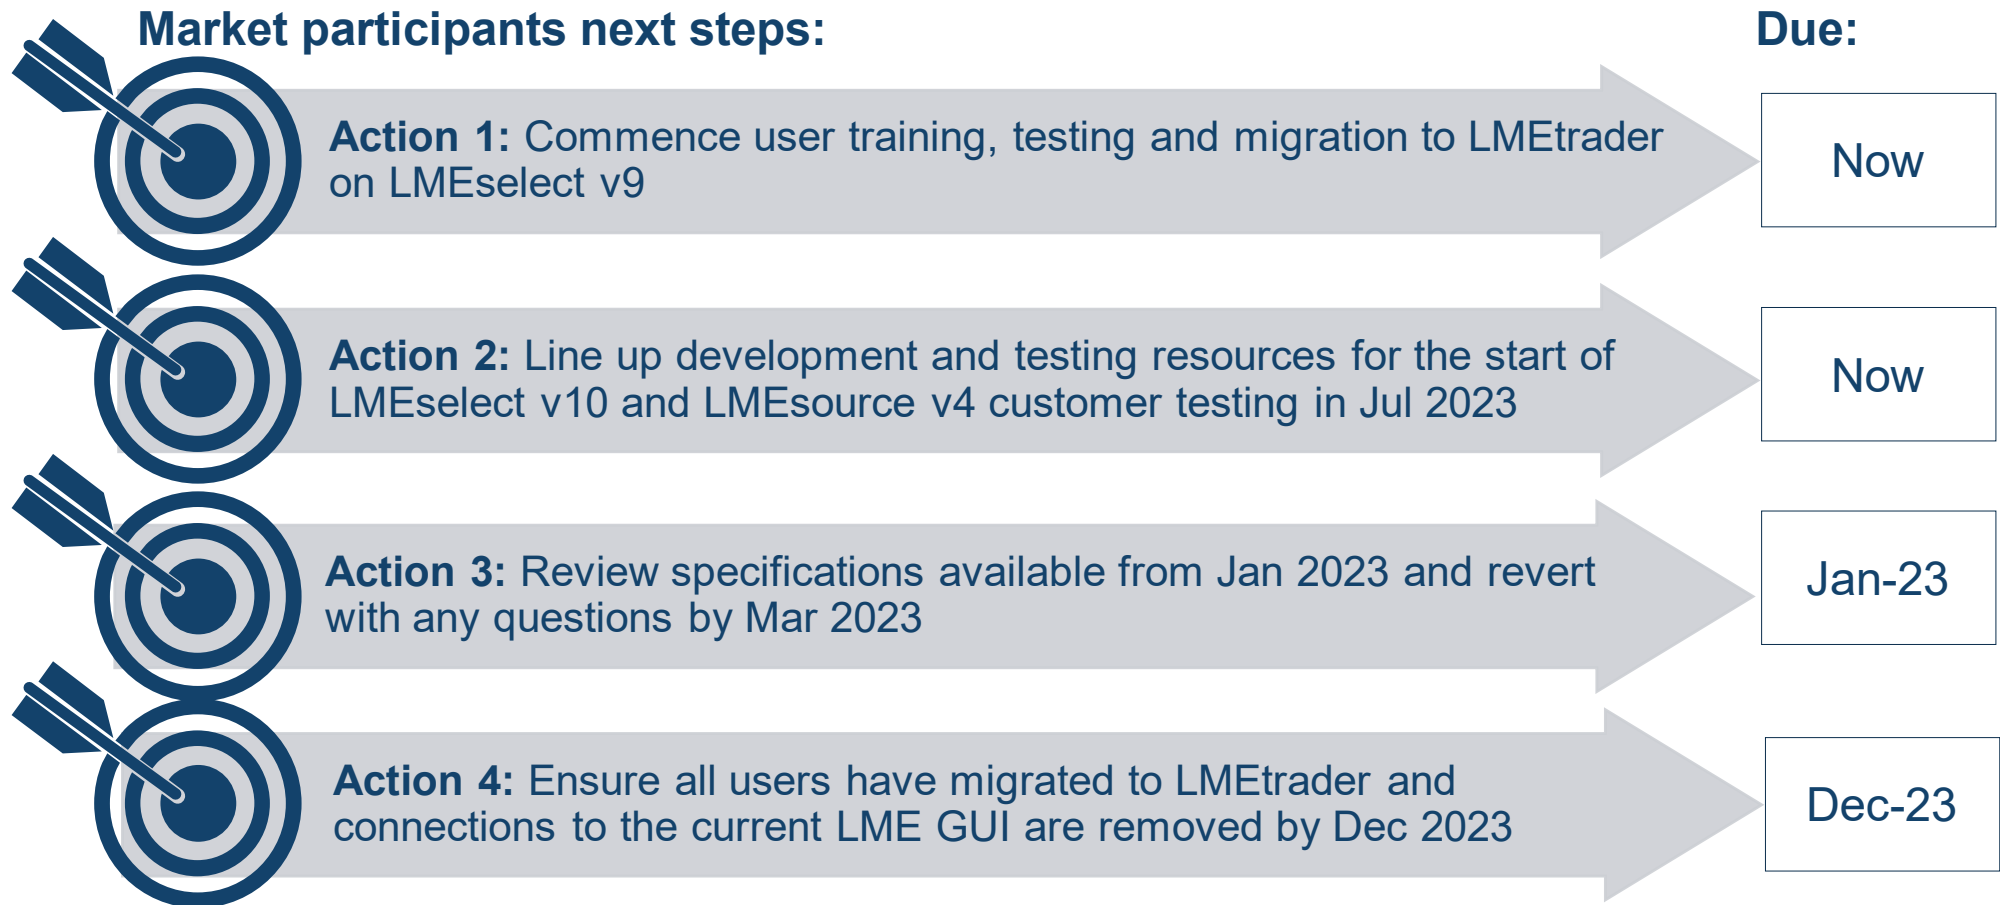 Market participants next steps:
Due:
Action 1: Commence user training, testing and migration to LMEtrader
on LMEselect v9
Now
Action 2: Line up development and testing resources for the start of
LMEselect v10 and LMEsource v4 customer testing in Jul 2023
Now
Action 3: Review specifications available from Jan 2023 and revert
with any questions by Mar 2023
Jan-23
Action 4: Ensure all users have migrated to LMEtrader and
connections to the current LME GUI are removed by Dec 2023
Dec-23